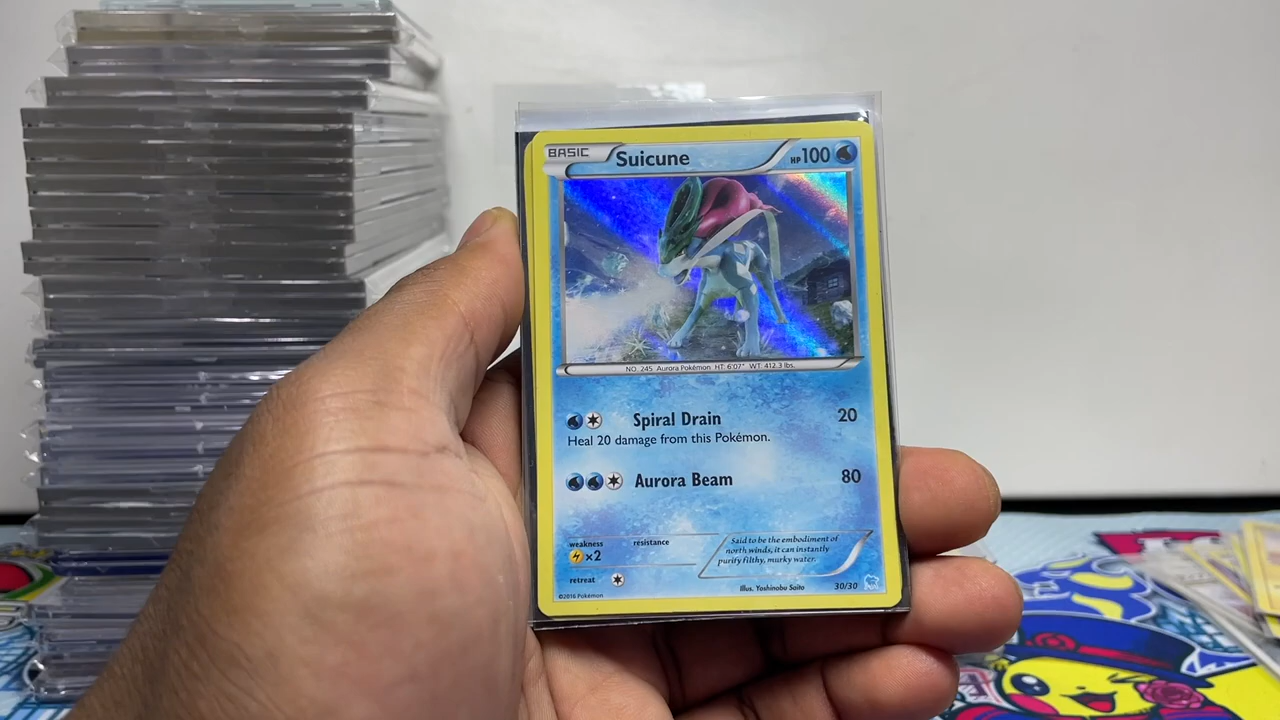 BASIC Suicune HP 100
NO. 245 Aurora Pokémon HT: 6'07" WT: 412.3 lbs.
Spiral Drain 20
Heal 20 damage from this Pokémon.
Aurora Beam 80
weakness resistance
×2
retreat
Said to be the embodiment of
north winds, it can instantly
purify filthy, murky water.
Illus. Yoshinobu Saito 30/30
©2016 Pokémon